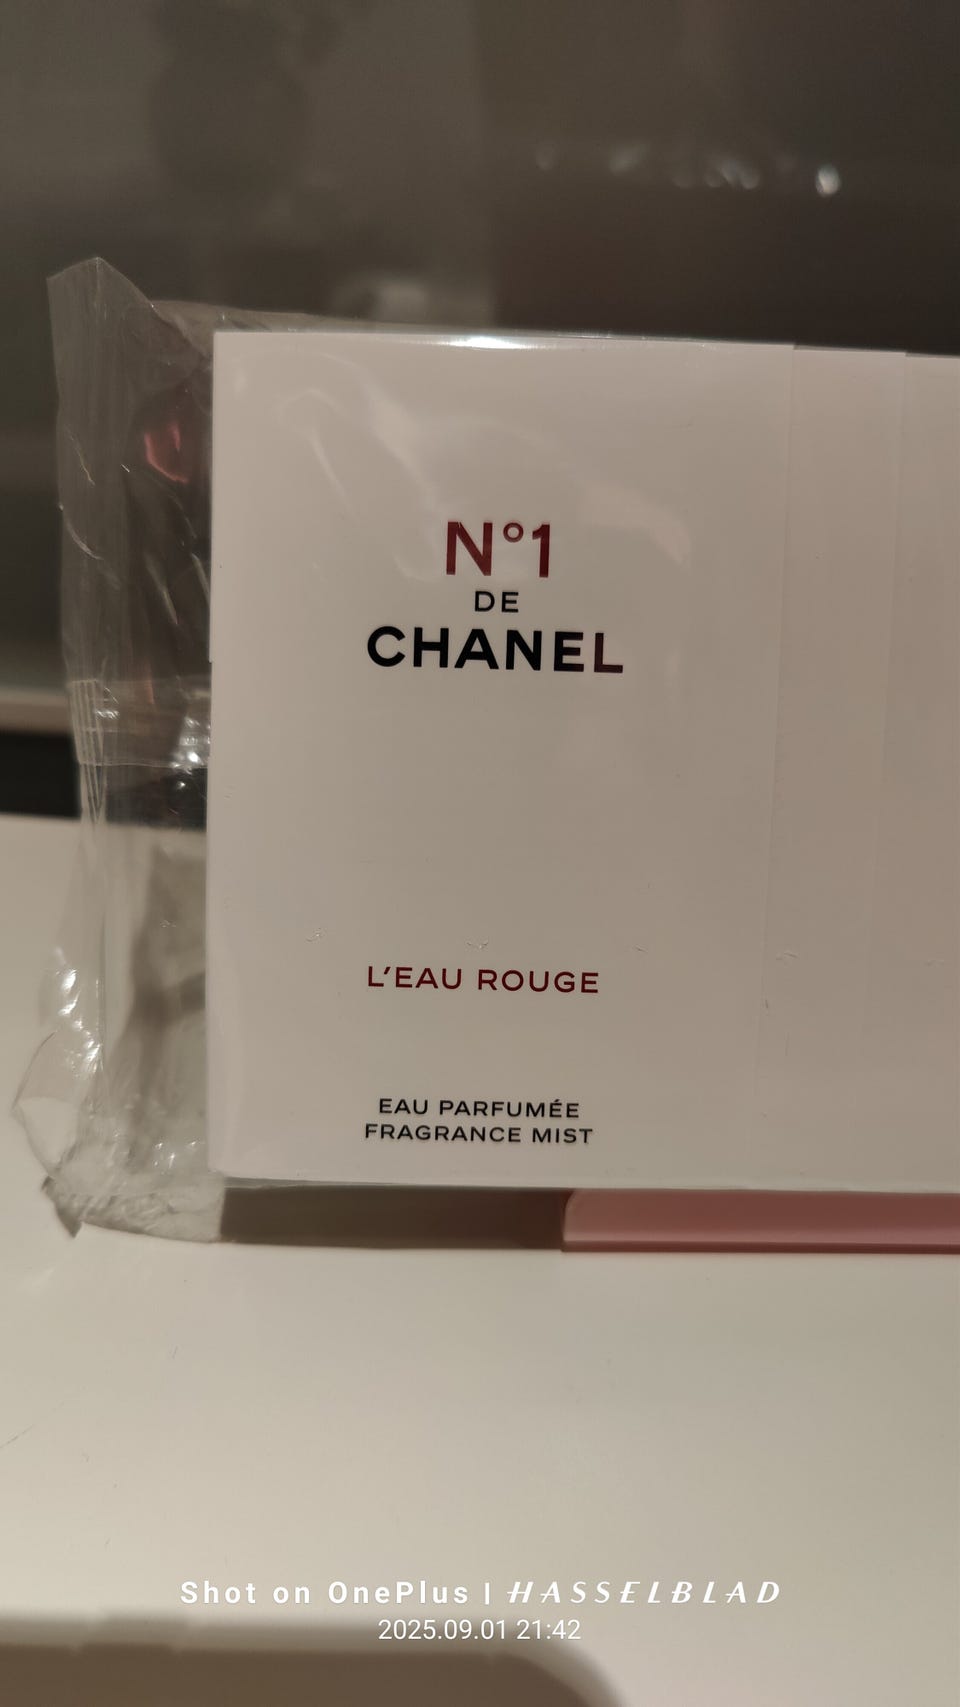 N°1
DE
CHANEL
L'EAU ROUGE
EAU PARFUMÉE
FRAGRANCE MIST
Shot on OnePlus | HASSELBLAD
2025.09.01 21:42